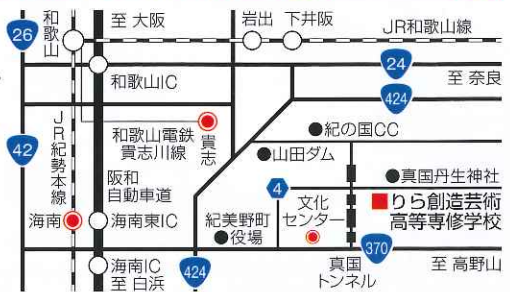 26
和歌山
至 大阪
岩出
下井阪
JR和歌山線
和歌山IC
24
至 奈良
424
42
JR紀勢本線
和歌山電鉄
貴志川線
貴志
●紀の国CC
●山田ダム
阪和
自動車道
4
文化
センター
●真国丹生神社
■りら創造芸術
高等専修学校
海南
海南東IC
紀美野町
●役場
370
海南IC
至 白浜
424
真国
トンネル
至 高野山